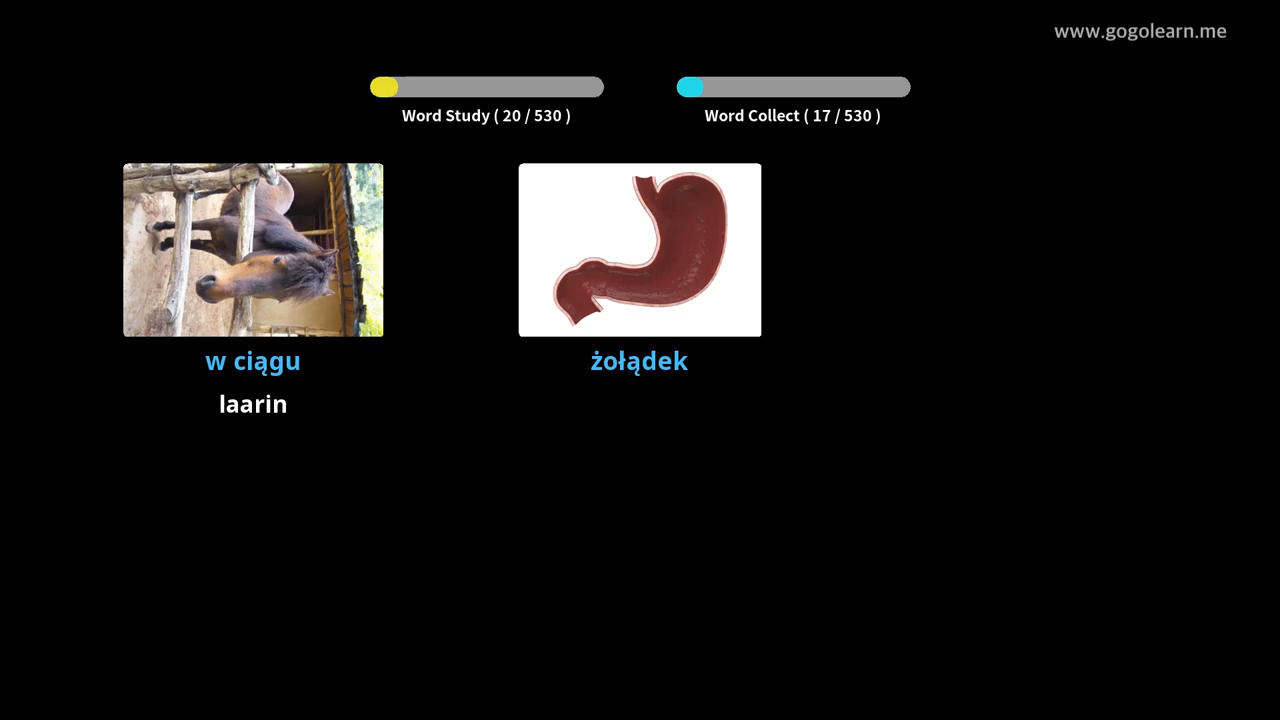 www.gogolearn.me
Word Study ( 20 / 530 )
Word Collect ( 17 / 530 )
w ciągu
laarin
żołądek